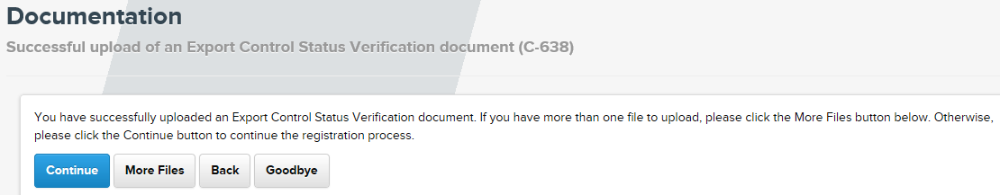 Documentation
Successful upload of an Export Control Status Verification document (C-638)
You have successfully uploaded an Export Control Status Verification document. If you have more than one file to upload, please click the More Files button below. Otherwise,
please click the Continue button to continue the registration process.
Continue More Files Back Goodbye